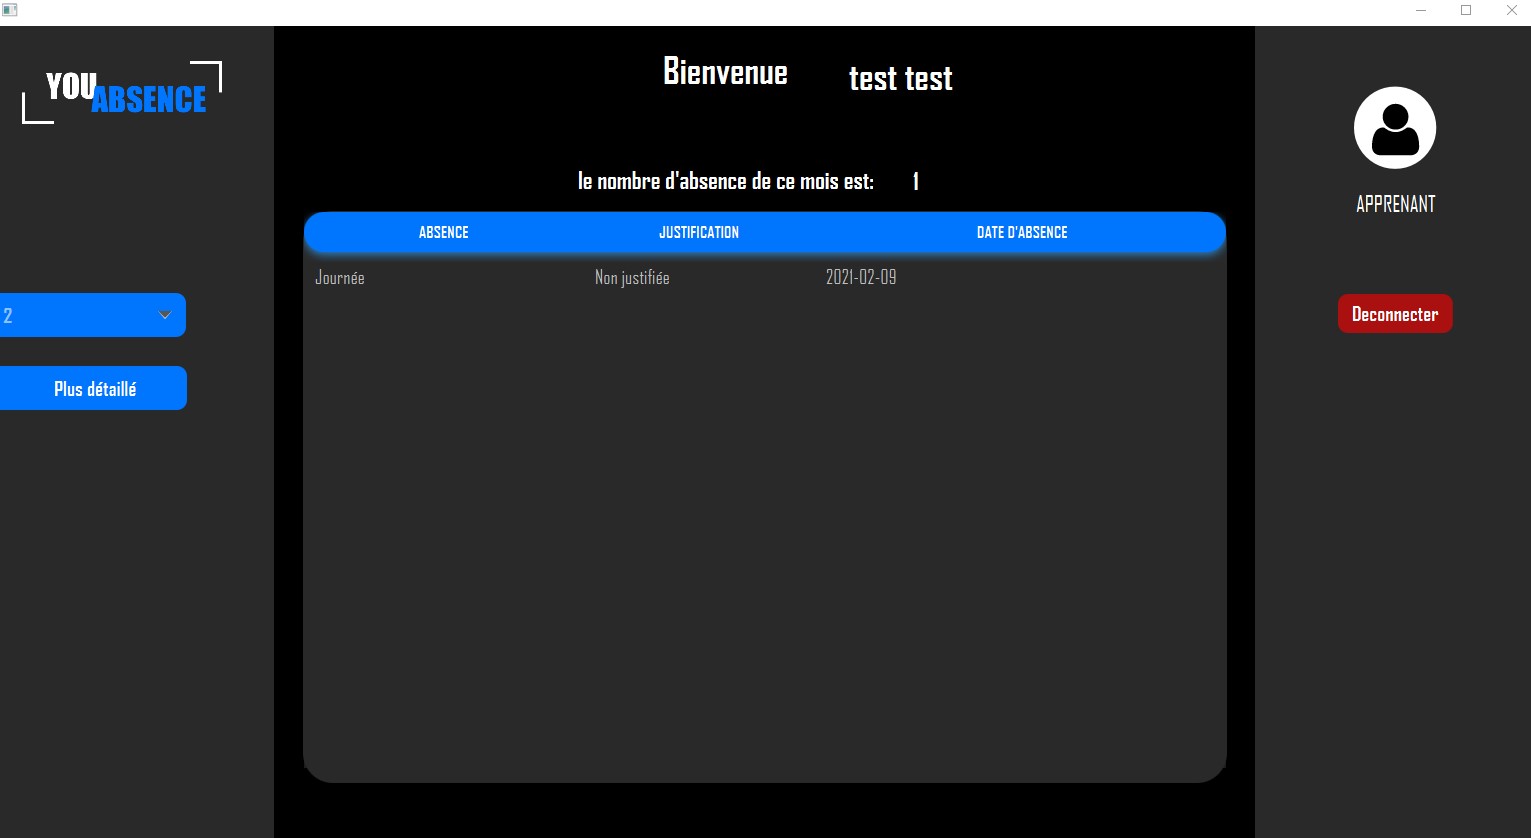 YOU
ABSENCE
Bienvenue test test
le nombre d'absence de ce mois est: 1
ABSENCE JUSTIFICATION DATE D'ABSENCE
Journée Non justifiée 2021-02-09
2
Plus détaillé
APPRENANT
Deconnecter